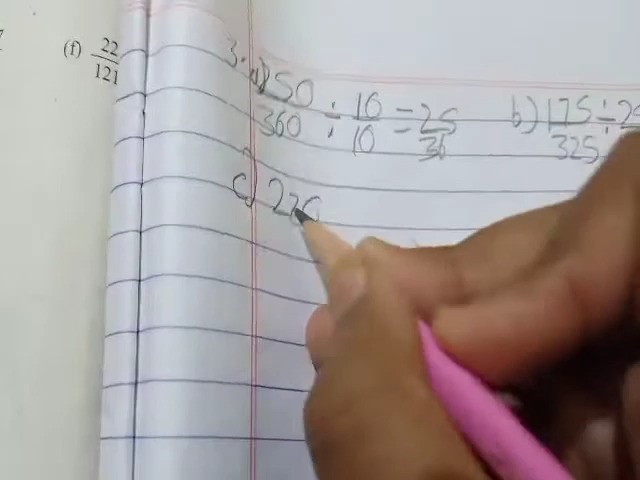 (f) 22/121
3. a) 250/360 ÷ 10/10 = 25/36 b) 175/325 ÷
c) 220